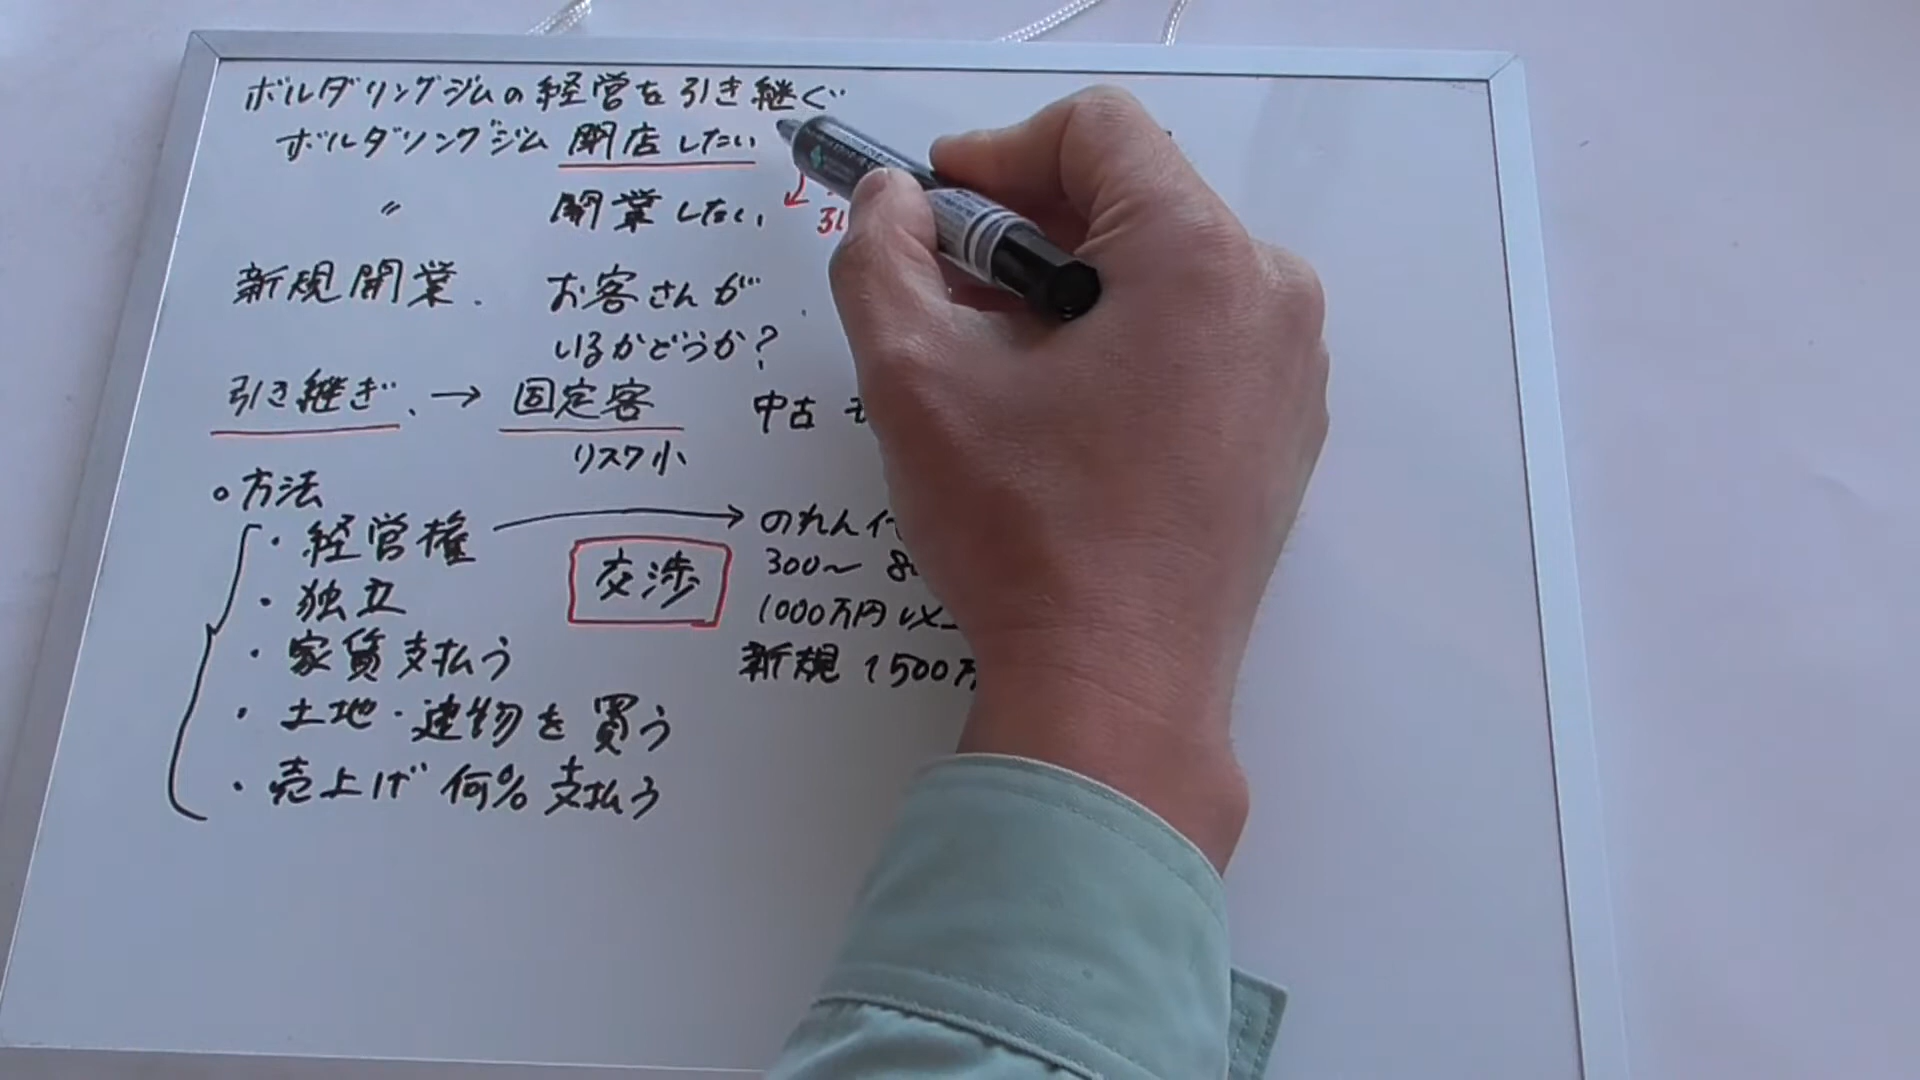 ボルダリングジムの経営を引き継ぐ
ボルダリングジム 閉店したい
〃 開業したい
引
新規開業. お客さんが
いるかどうか?
引き継ぎ. → 固定客 中古
リスク小
○方法
・経営権 → のれん代
・独立 交渉 300〜
1000万円以上
・家賃支払う 新規 1500万
・土地・建物を買う
・売上げ 何%支払う